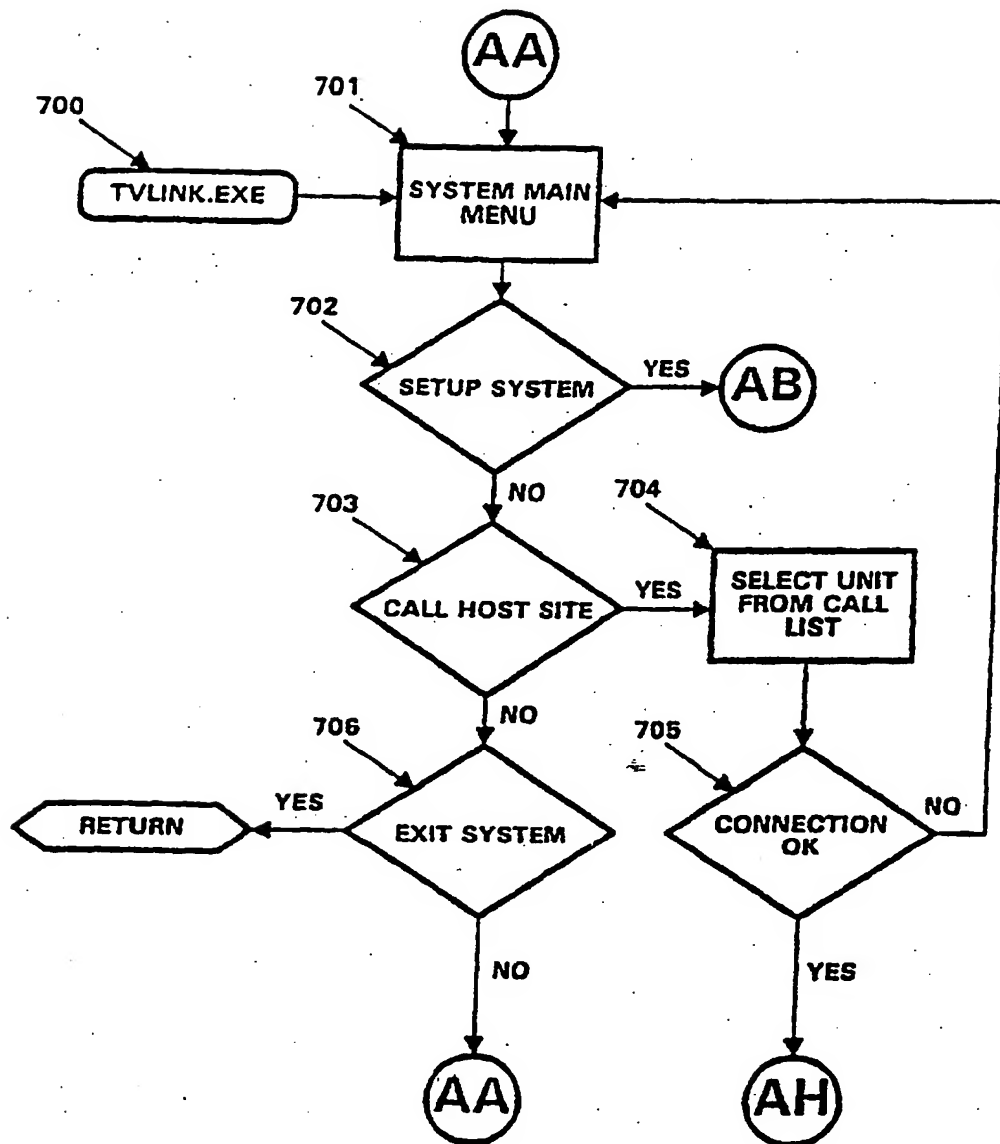 AA
701
700
TVLINK.EXE
SYSTEM MAIN
MENU
702
SETUP SYSTEM
YES
AB
NO
703
704
CALL HOST SITE
YES
SELECT UNIT
FROM CALL
LIST
NO
706
705
YES
RETURN
EXIT SYSTEM
CONNECTION
OK
NO
NO
YES
AA
AH